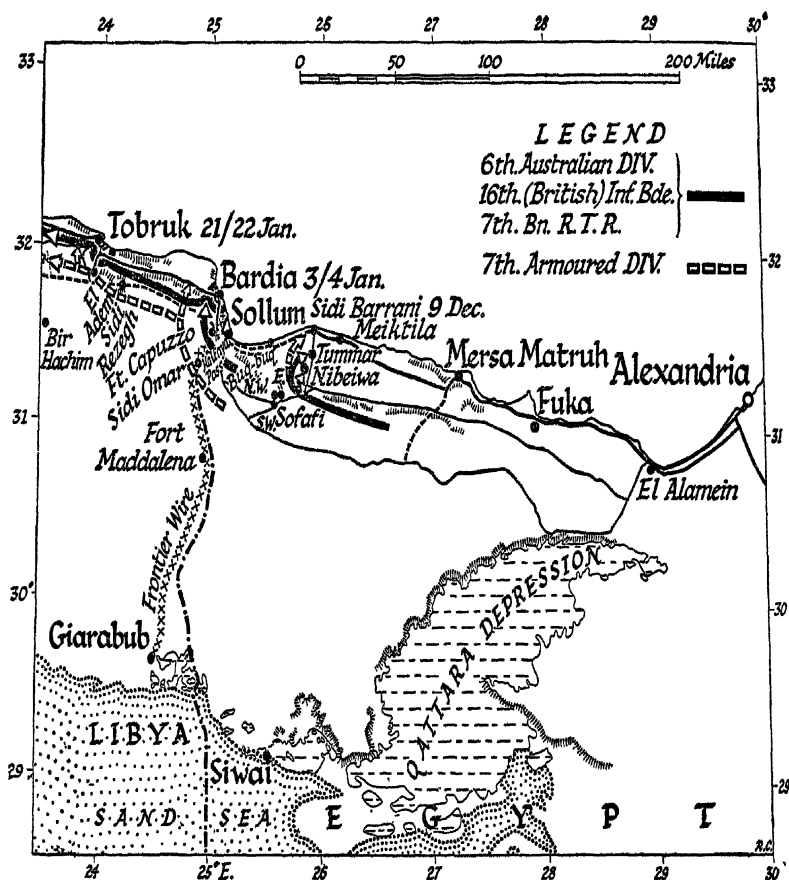 24 25 26 27 28 29 30°
33
33
0 50 100 200 Miles
LEGEND
6th. Australian DIV.
16th. (British) Inf. Bde.
7th. Bn. R.T.R.
7th. Armoured DIV.
32
32
Tobruk 21/22 Jan.
Bardia 3/4 Jan.
Sollum
Sidi Barrani 9 Dec.
Meiktila
El Adem
Sidi Rezegh
Bir Hachim
Ft. Capuzzo
Sidi Omar
Buq Buq
Tummar
Nibeiwa
Mersa Matruh
Alexandria
Fuka
S.W.
Sofafi
31
31
Fort
Maddalena
El Alamein
Frontier Wire
30°
30
QATTARA DEPRESSION
Giarabub
LIBYA
Siwai
29
29
SAND SEA
EGYPT
24 25°E. 26 27 28 29 30°